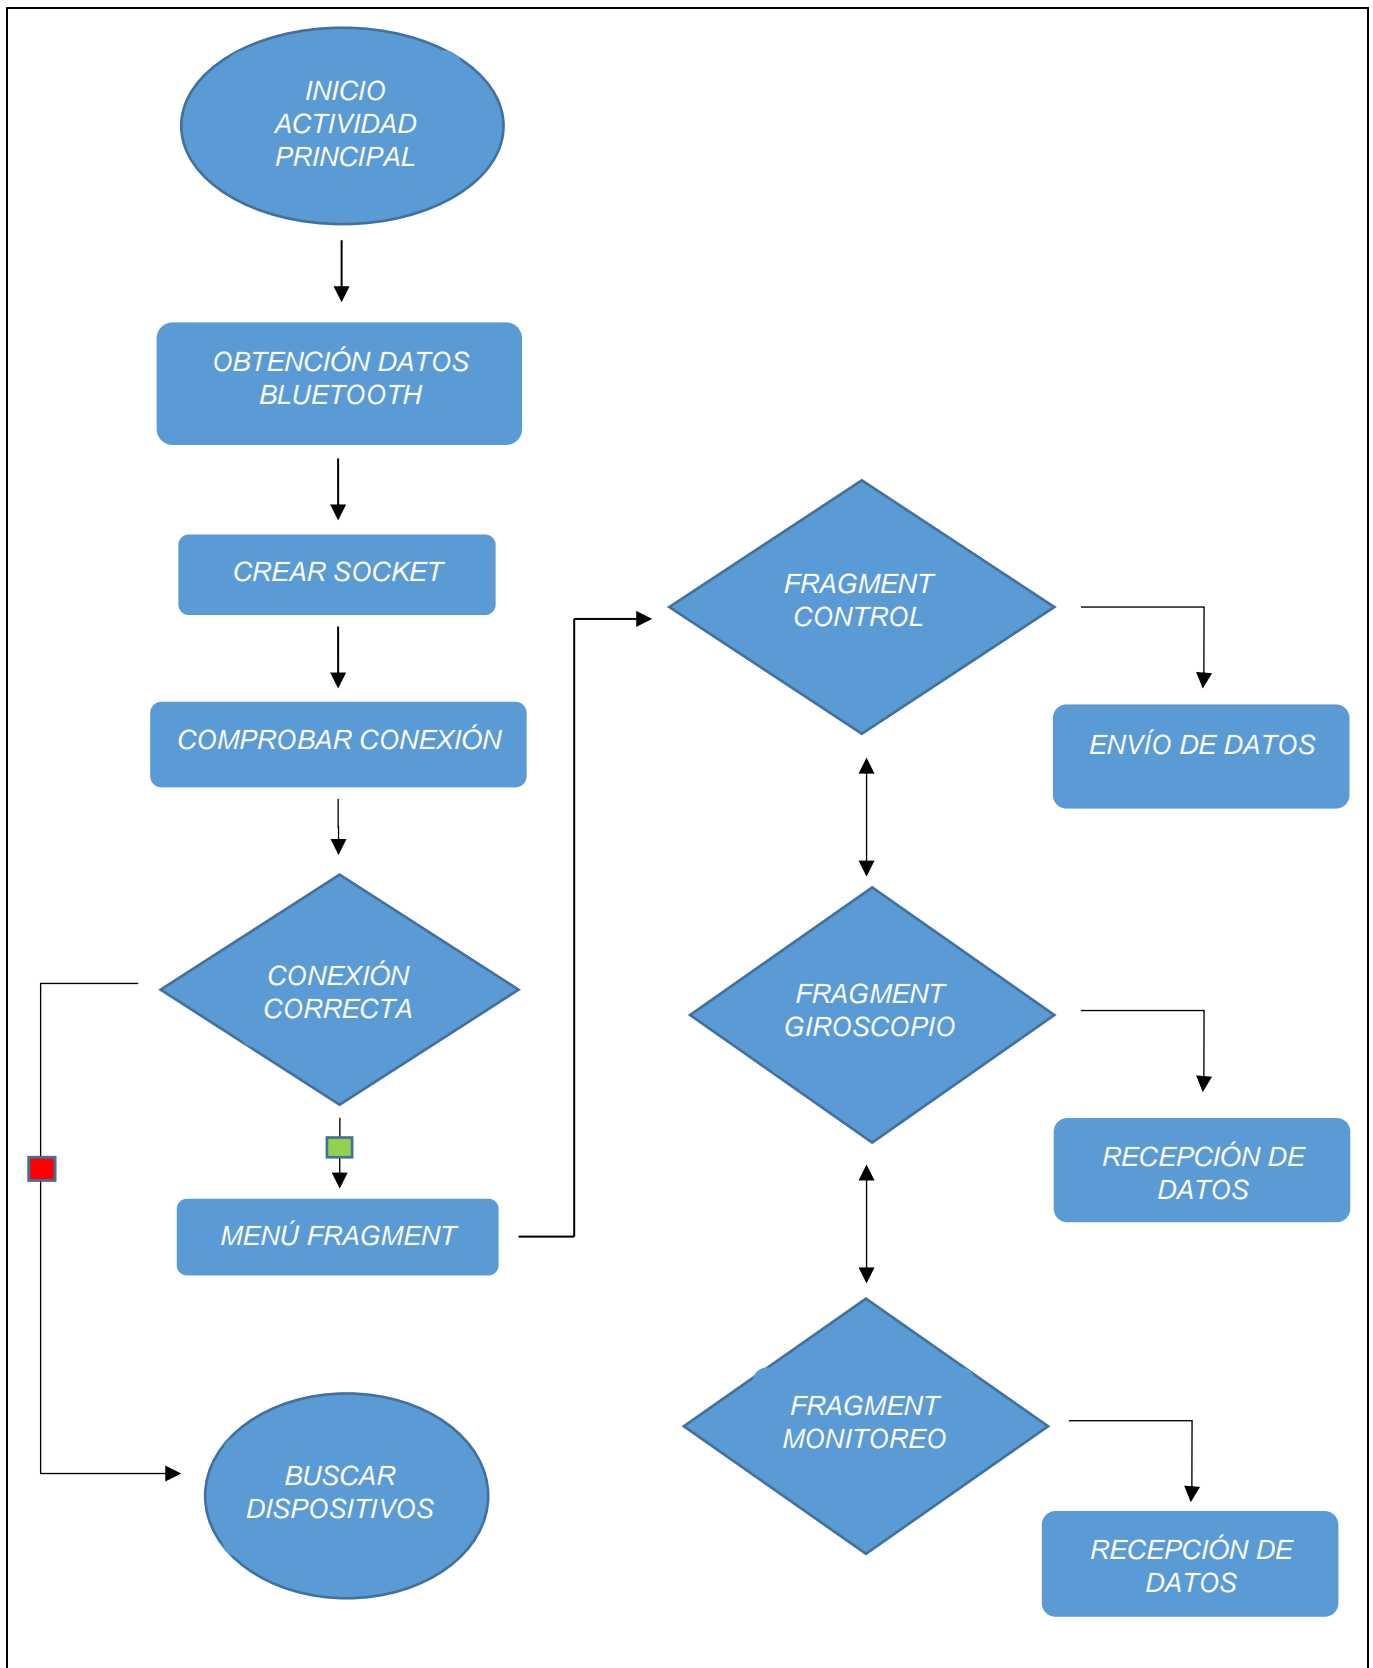 INICIO
ACTIVIDAD
PRINCIPAL
OBTENCIÓN DATOS
BLUETOOTH
CREAR SOCKET
COMPROBAR CONEXIÓN
CONEXIÓN
CORRECTA
MENÚ FRAGMENT
BUSCAR
DISPOSITIVOS
FRAGMENT
CONTROL
ENVÍO DE DATOS
FRAGMENT
GIROSCOPIO
RECEPCIÓN DE
DATOS
FRAGMENT
MONITOREO
RECEPCIÓN DE
DATOS